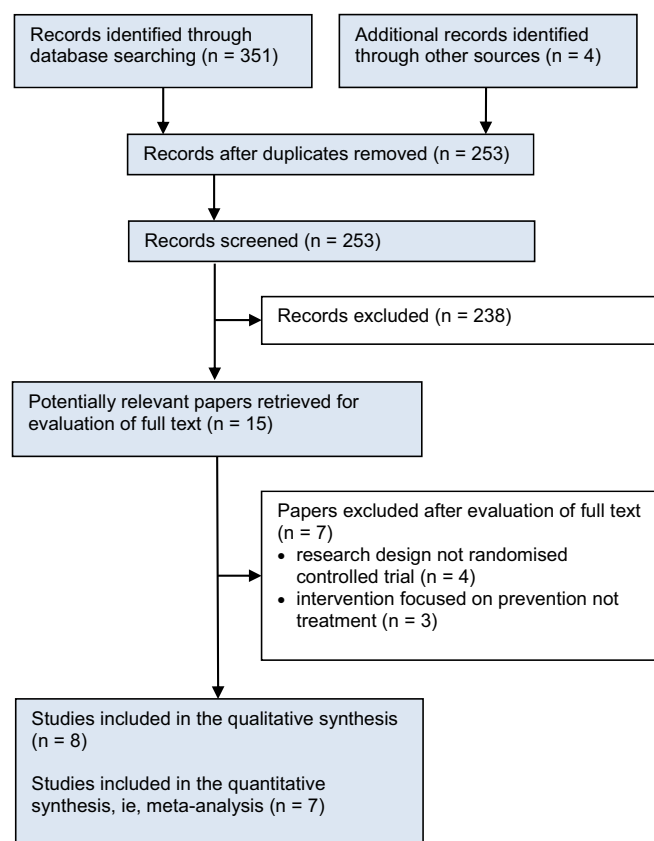 Records identified through
database searching (n = 351)
Additional records identified
through other sources (n = 4)
Records after duplicates removed (n = 253)
Records screened (n = 253)
Records excluded (n = 238)
Potentially relevant papers retrieved for
evaluation of full text (n = 15)
Papers excluded after evaluation of full text
(n = 7)
• research design not randomised
controlled trial (n = 4)
• intervention focused on prevention not
treatment (n = 3)
Studies included in the qualitative synthesis
(n = 8)
Studies included in the quantitative
synthesis, ie, meta-analysis (n = 7)